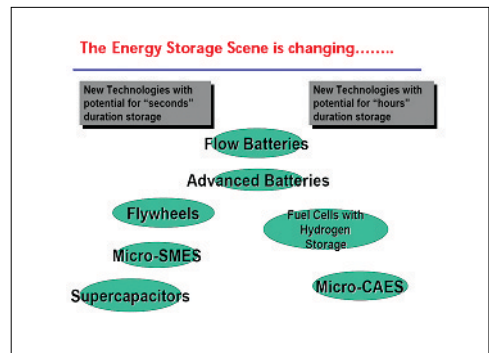 The Energy Storage Scene is changing........
New Technologies with
potential for “seconds”
duration storage
New Technologies with
potential for “hours”
duration storage
Flow Batteries
Advanced Batteries
Flywheels
Fuel Cells with
Hydrogen
Storage
Micro-SMES
Micro-CAES
Supercapacitors